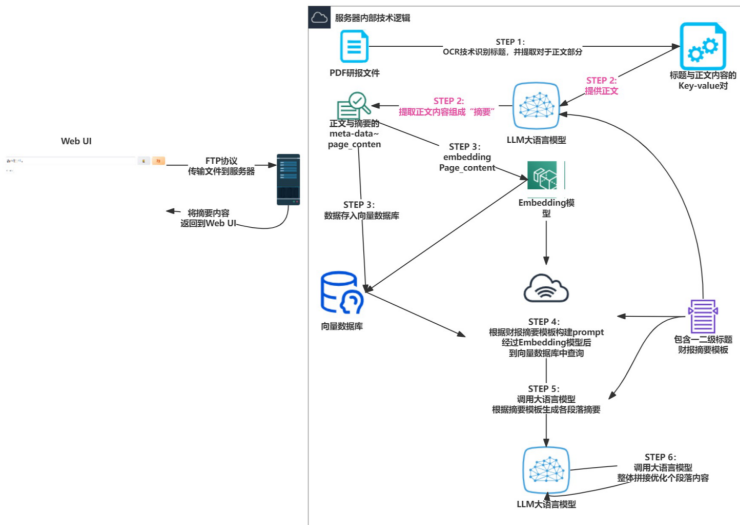 服务器内部技术逻辑
STEP 1：
OCR技术识别标题，并提取对于正文部分
PDF研报文件
标题与正文内容的
Key-value对
STEP 2：
提供正文
STEP 2：
提取正文内容组成“摘要”
LLM大语言模型
正文与摘要的
meta-data~
page_conten
STEP 3：
embedding
Page_content
Embedding模
型
STEP 3：
数据存入向量数据库
Web UI
FTP协议
传输文件到服务器
将摘要内容
返回到Web UI
向量数据库
STEP 4：
根据财报摘要模板构建prompt
经过Embedding模型后
到向量数据库中查询
包含一二级标题
财报摘要模板
STEP 5：
调用大语言模型
根据摘要模板生成各段落摘要
STEP 6：
调用大语言模型
整体拼接优化个段落内容
LLM大语言模型